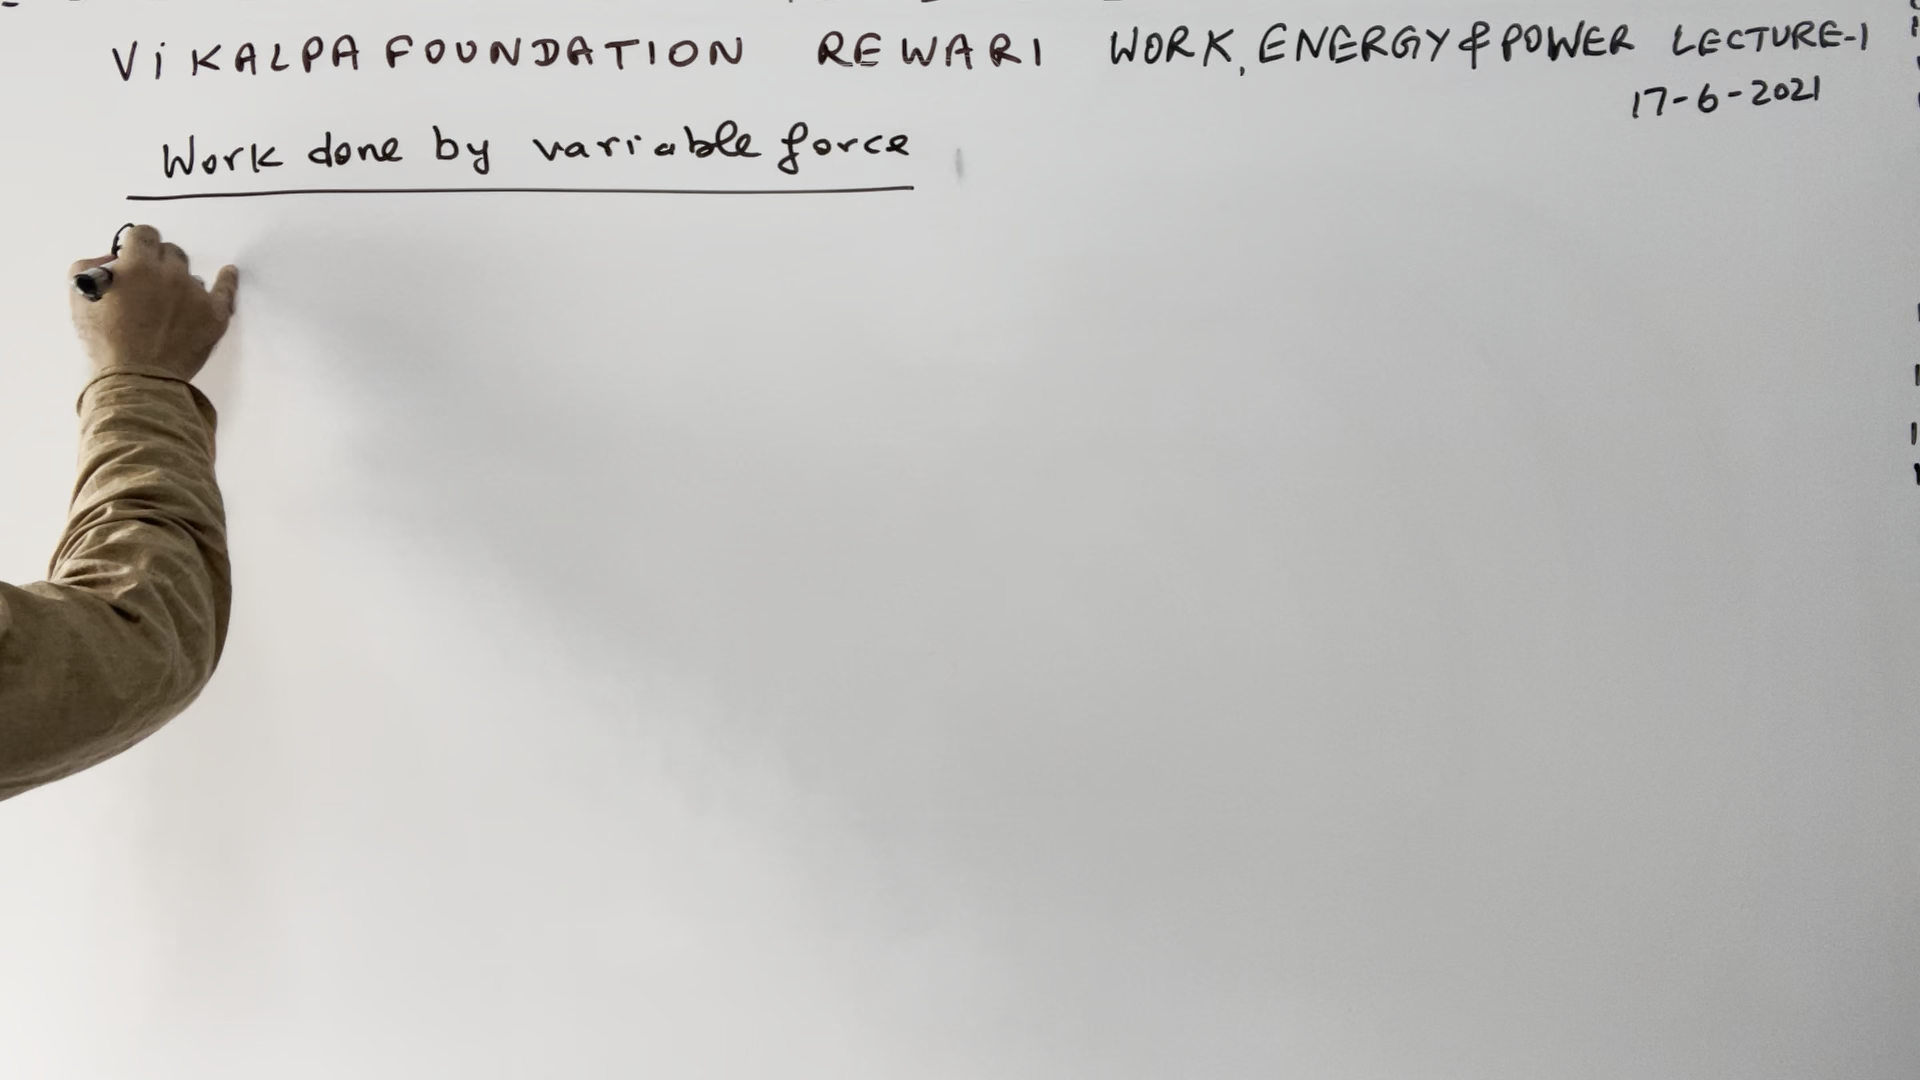 ViKALPA FOUNDATION REWARI WORK, ENERGY & POWER LECTURE-1
17-6-2021
Work done by variable force